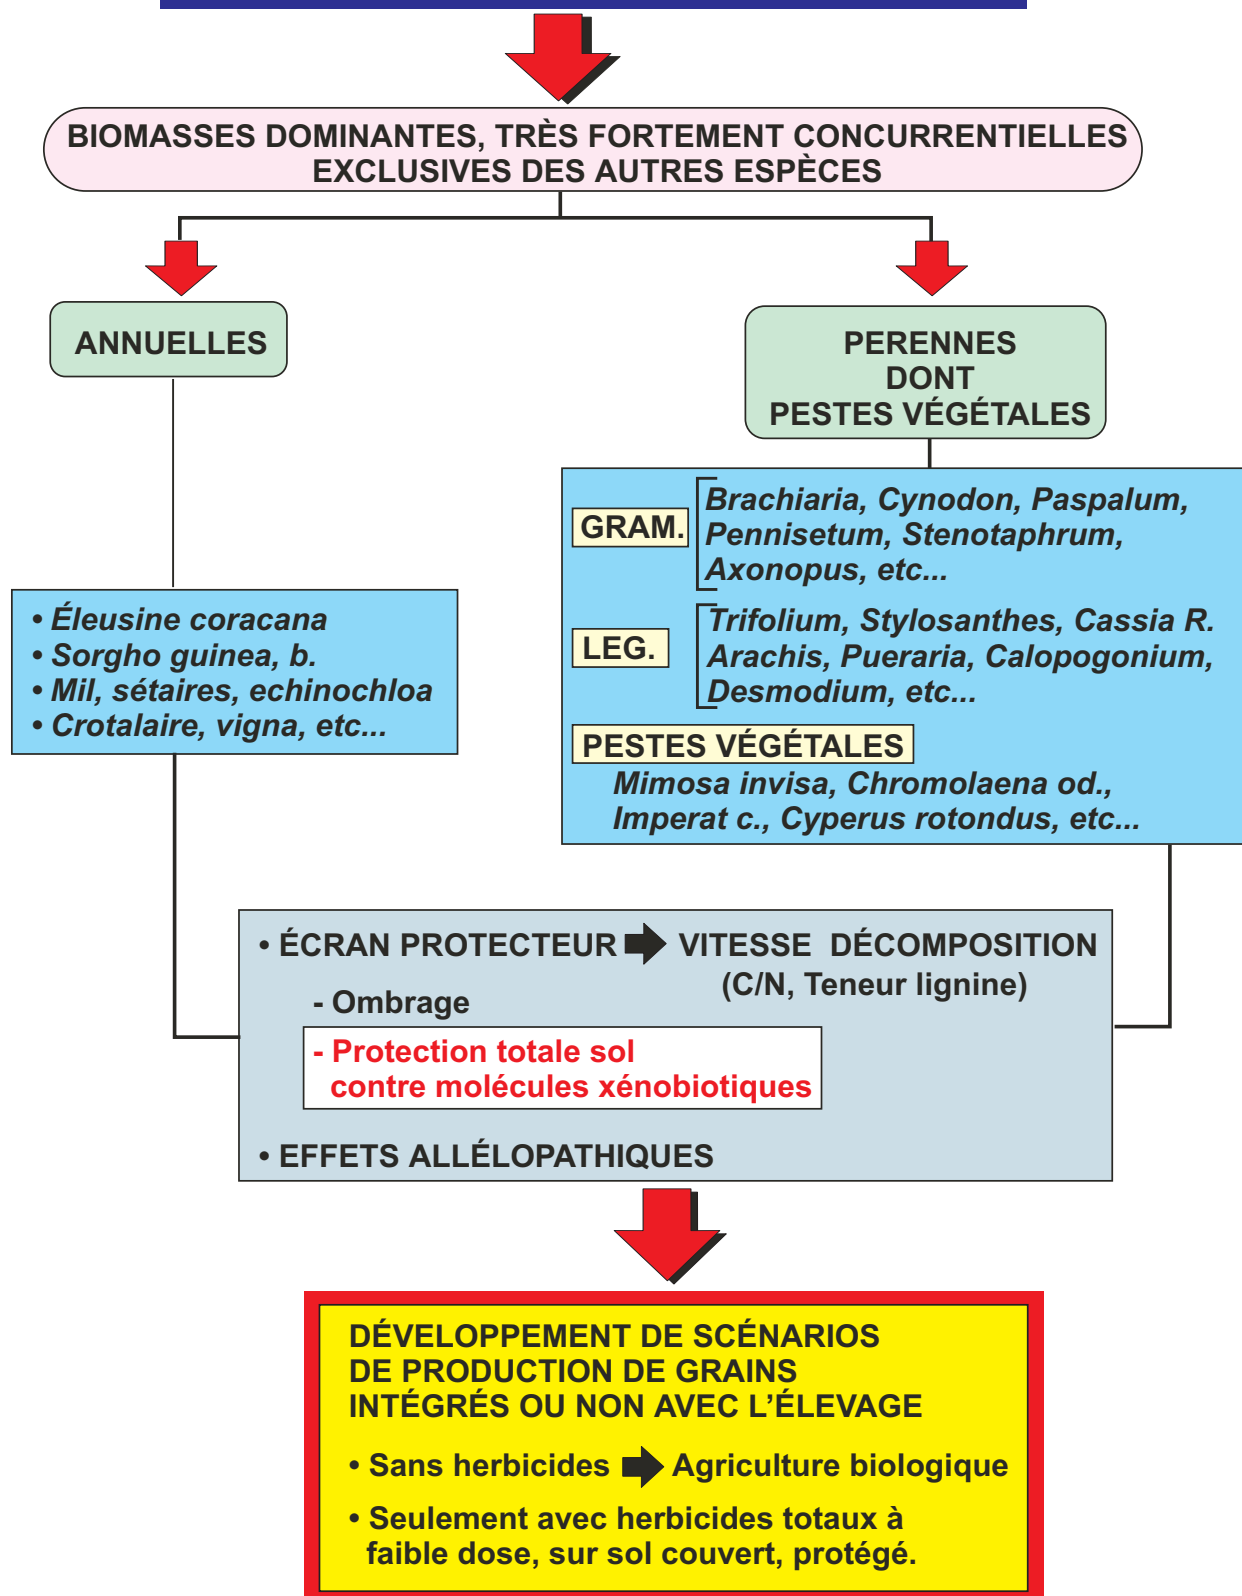 BIOMASSES DOMINANTES, TRÈS FORTEMENT CONCURRENTIELLES
EXCLUSIVES DES AUTRES ESPÈCES
ANNUELLES
PERENNES
DONT
PESTES VÉGÉTALES
• Éleusine coracana
• Sorgho guinea, b.
• Mil, sétaires, echinochloa
• Crotalaire, vigna, etc...
GRAM.
Brachiaria, Cynodon, Paspalum,
Pennisetum, Stenotaphrum,
Axonopus, etc...
LEG.
Trifolium, Stylosanthes, Cassia R.
Arachis, Pueraria, Calopogonium,
Desmodium, etc...
PESTES VÉGÉTALES
Mimosa invisa, Chromolaena od.,
Imperat c., Cyperus rotondus, etc...
• ÉCRAN PROTECTEUR ➡ VITESSE DÉCOMPOSITION
(C/N, Teneur lignine)
- Ombrage
- Protection totale sol
contre molécules xénobiotiques
• EFFETS ALLÉLOPATHIQUES
DÉVELOPPEMENT DE SCÉNARIOS
DE PRODUCTION DE GRAINS
INTÉGRÉS OU NON AVEC L'ÉLEVAGE
• Sans herbicides ➡ Agriculture biologique
• Seulement avec herbicides totaux à
faible dose, sur sol couvert, protégé.